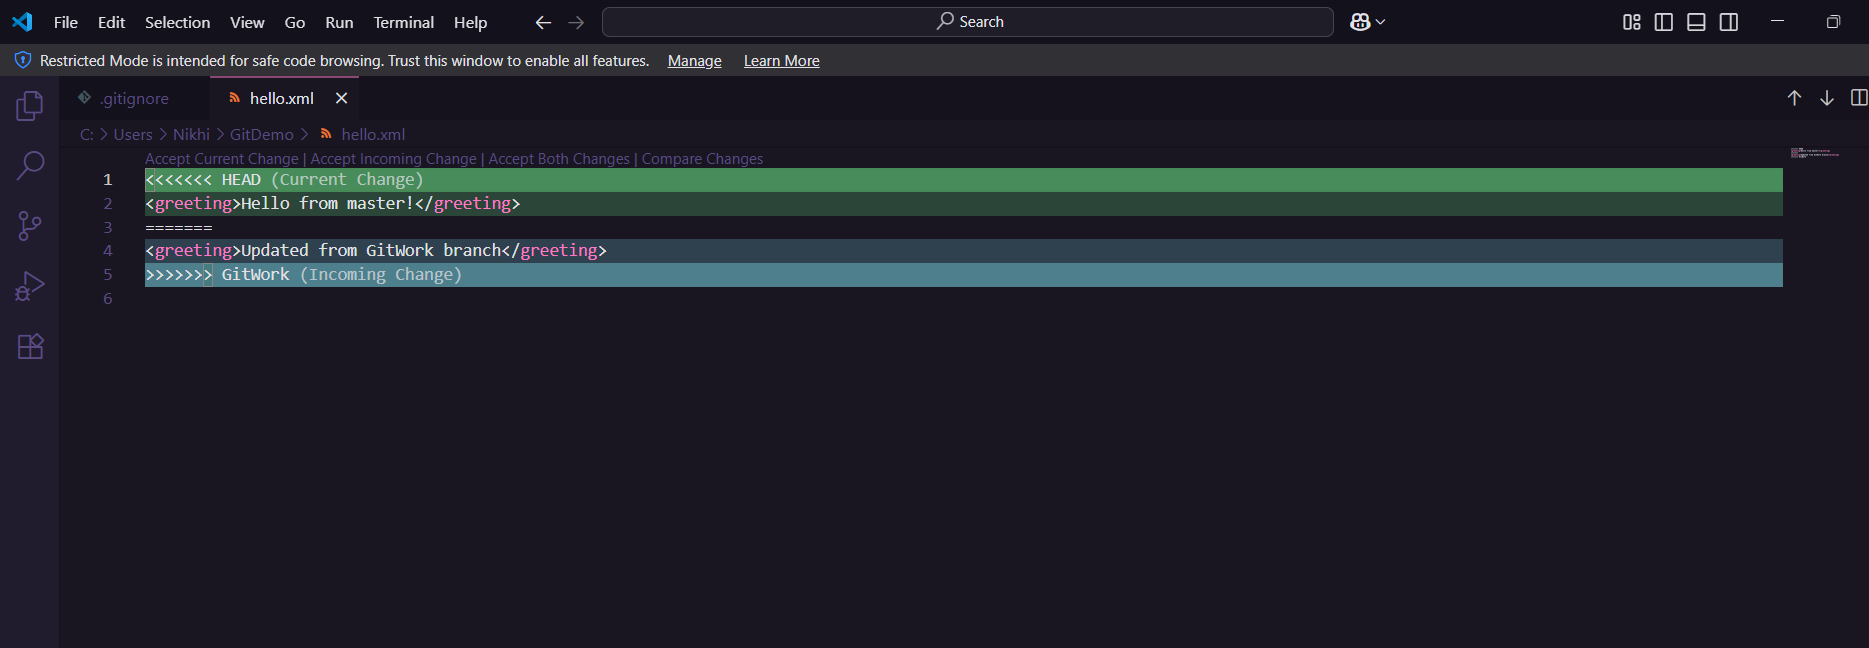 File Edit Selection View Go Run Terminal Help Search
Restricted Mode is intended for safe code browsing. Trust this window to enable all features. Manage Learn More
.gitignore hello.xml
C: > Users > Nikhi > GitDemo > hello.xml
Accept Current Change | Accept Incoming Change | Accept Both Changes | Compare Changes
1 <<<<<<< HEAD (Current Change)
2 <greeting>Hello from master!</greeting>
3 =======
4 <greeting>Updated from GitWork branch</greeting>
5 >>>>>>> GitWork (Incoming Change)
6